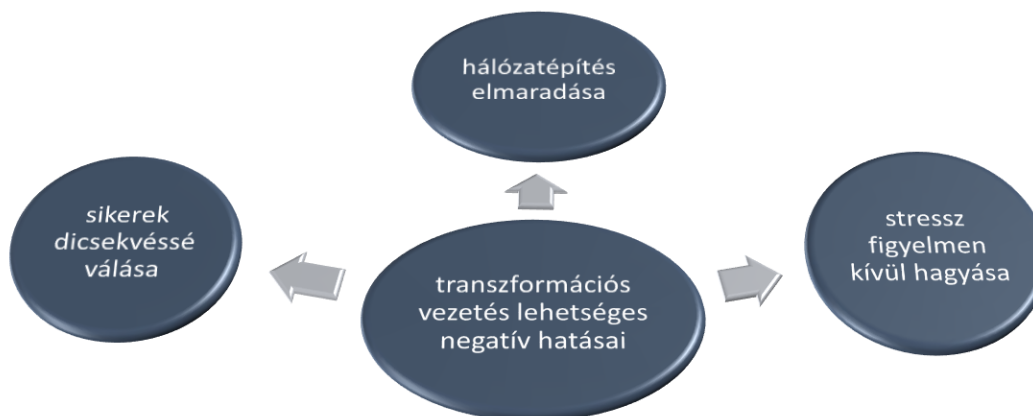 hálózatépítés
elmaradása
sikerek
dicsekvéssé
válása
transzformációs
vezetés lehetséges
negatív hatásai
stressz
figyelmen
kívül hagyása